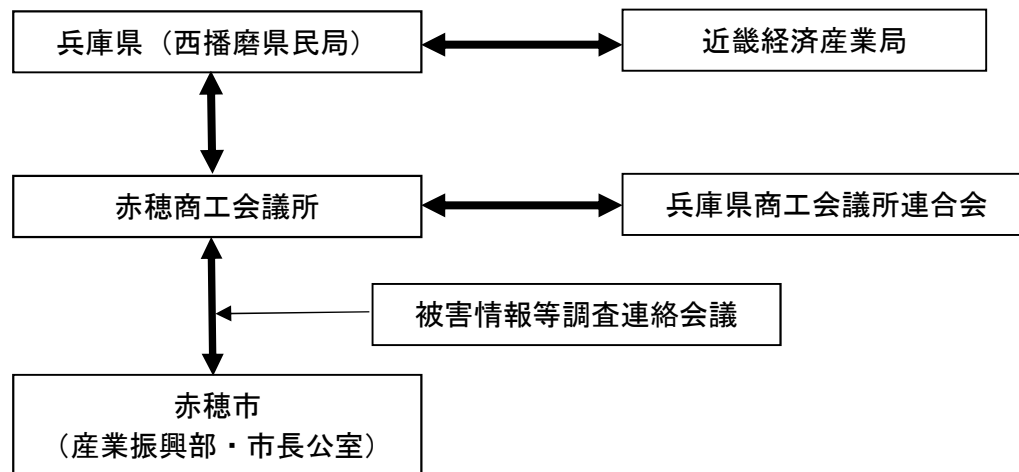 兵庫県（西播磨県民局）
近畿経済産業局
赤穂商工会議所
兵庫県商工会議所連合会
被害情報等調査連絡会議
赤穂市
（産業振興部・市長公室）